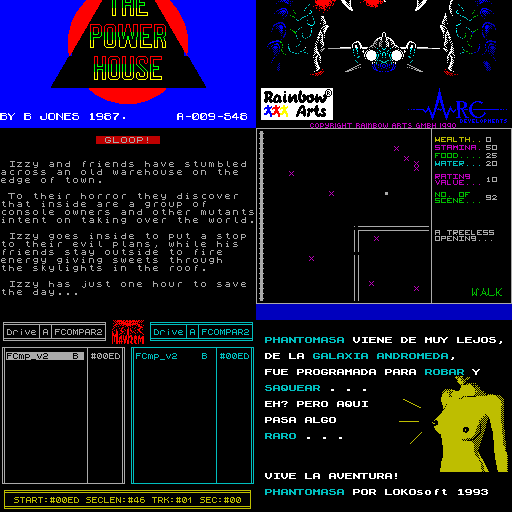 THE
POWER
HOUSE
BY B JONES 1987.
A-009-S46
Rainbow®
Arts
ARC
DEVELOPMENTS
COPYRIGHT RAINBOW ARTS GMBH 1990
GLOOP!
Izzy and friends have stumbled
across an old warehouse on the
edge of town.
To their horror they discover
that inside are a group of
console owners and other mutants
intent on taking over the world.
Izzy goes inside to put a stop
to their evil plans, while his
friends stay outside to fire
energy giving sweets through
the skylights in the roof.
Izzy has just one hour to save
the day...
WEALTH.. 0
STAMINA. 50
FOOD.... 25
WATER... 20
RATING
VALUE... 10
NO. OF
SCENE... 92
A TREELESS
OPENING...
WALK
Drive A FCOMPAR2
Drive A FCOMPAR2
FCmp_v2 B #00ED
FCmp_v2 B #00ED
START:#00ED SECLEN:#46 TRK:#01 SEC:#00
PHANTOMASA VIENE DE MUY LEJOS,
DE LA GALAXIA ANDROMEDA,
FUE PROGRAMADA PARA ROBAR Y
SAQUEAR . . .
EH? PERO AQUI
PASA ALGO
RARO . . .
VIVE LA AVENTURA!
PHANTOMASA POR LOKOsoft 1993